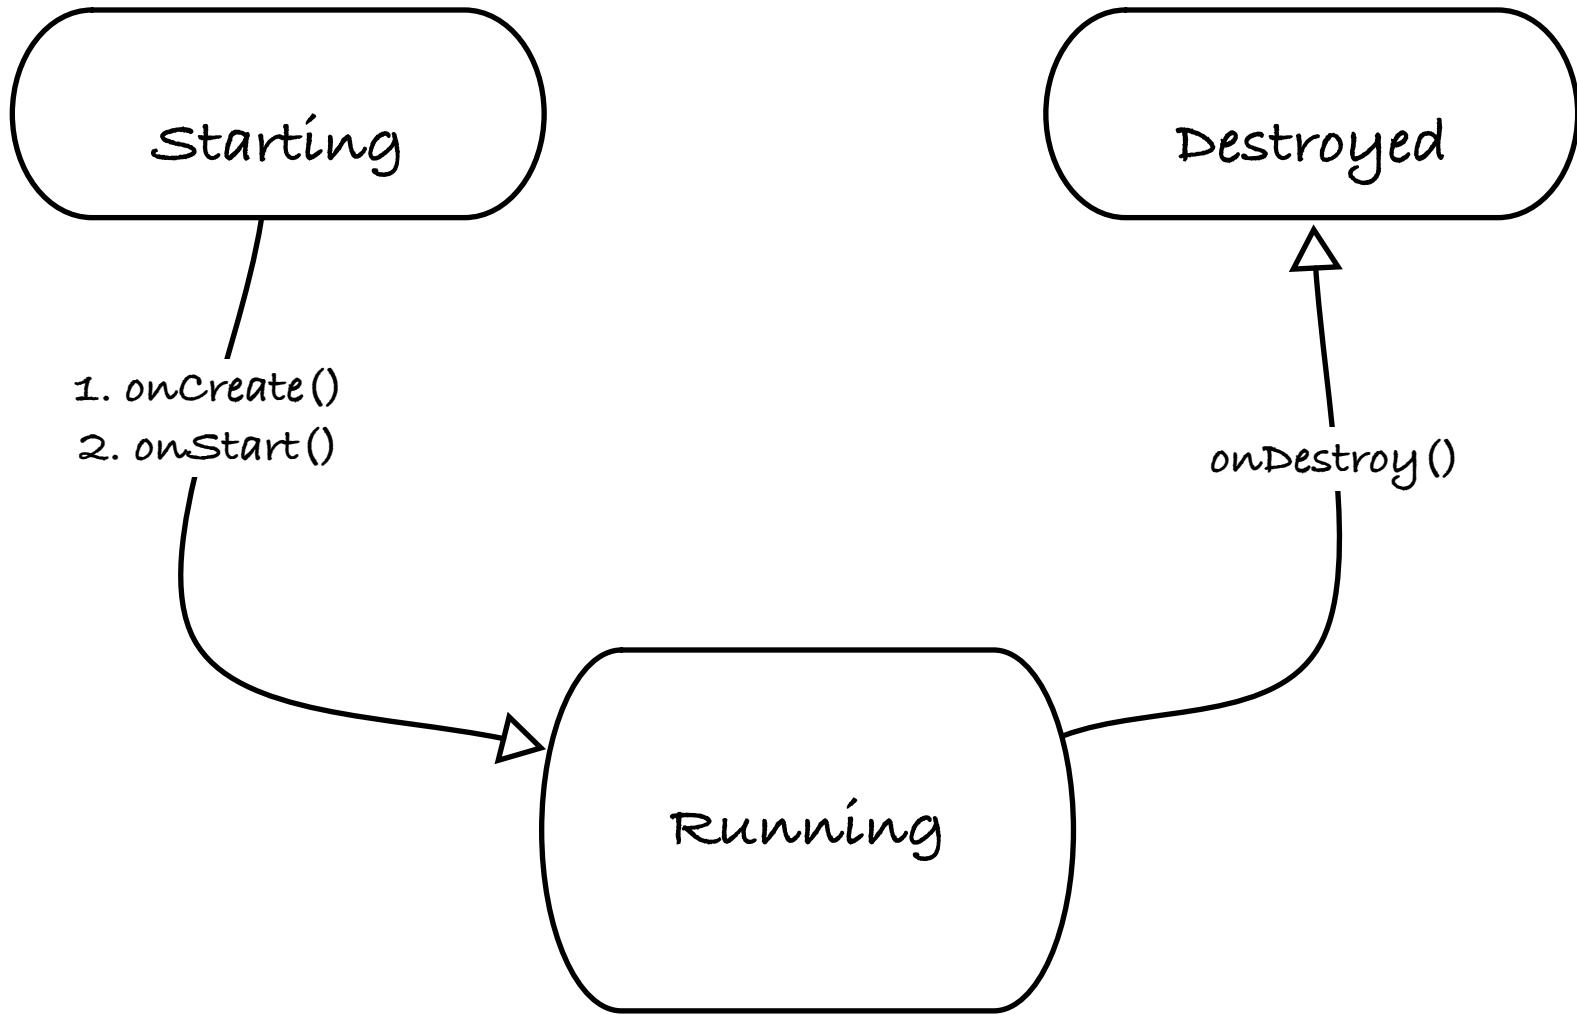 Starting
Destroyed
1. onCreate()
2. onStart()
onDestroy()
Running